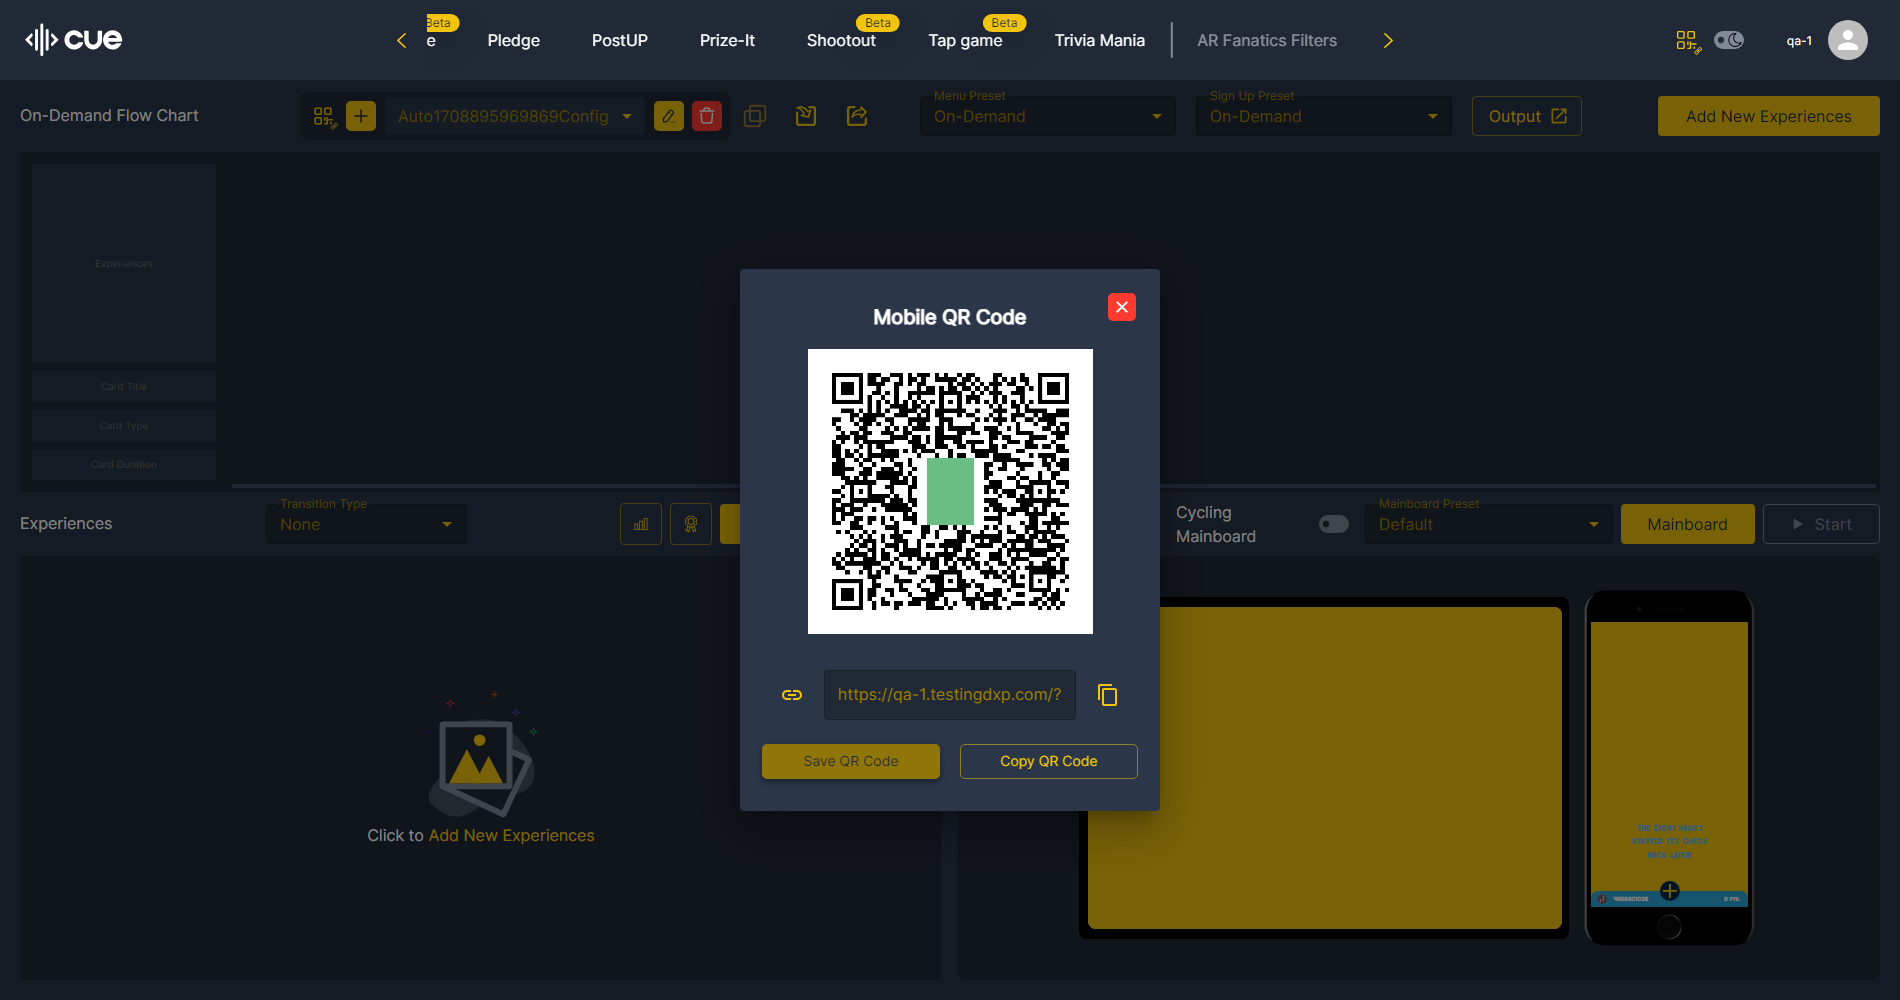 cue
Beta
e
Pledge
PostUP
Prize-It
Beta
Shootout
Beta
Tap game
Trivia Mania
AR Fanatics Filters
qa-1
On-Demand Flow Chart
Auto1708895969869Config
Menu Preset
On-Demand
Sign Up Preset
On-Demand
Output
Add New Experiences
Experiences
Card Title
Card Type
Card Duration
Mobile QR Code
https://qa-1.testingdxp.com/?
Save QR Code
Copy QR Code
Experiences
Transition Type
None
Cycling
Mainboard
Mainboard Preset
Default
Mainboard
Start
Click to Add New Experiences
THE EVENT HASN'T
STARTED YET. CHECK
BACK LATER!
0 PTS.